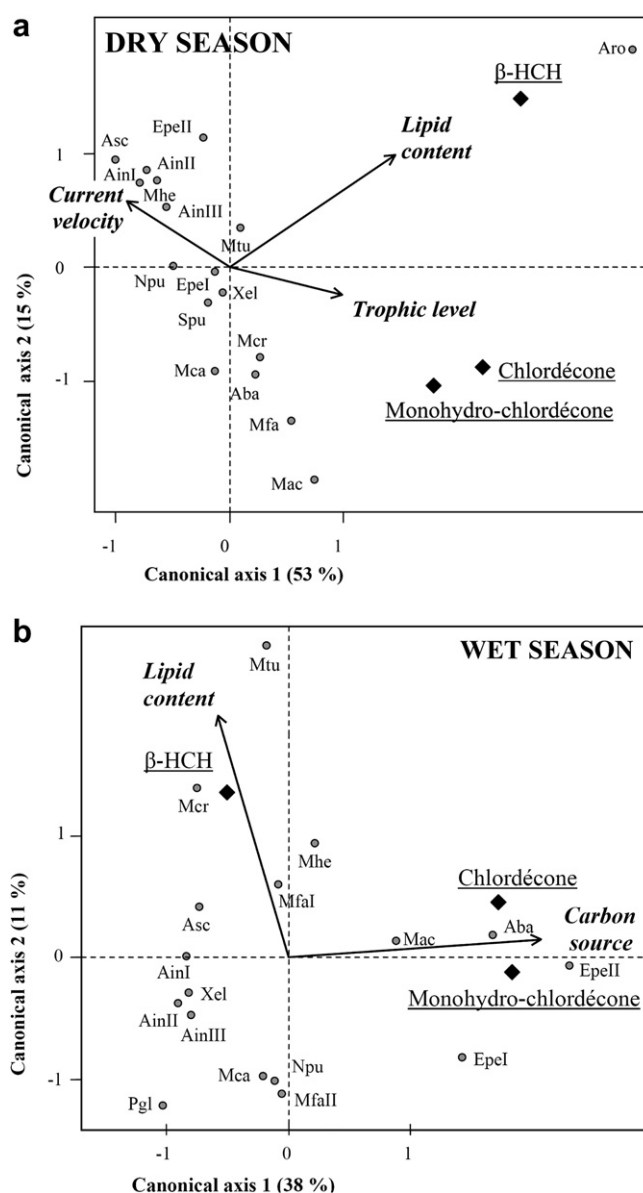 a
DRY SEASON
Aro
β-HCH
EpeII
Lipid
content
Asc
AinII
AinI
Mhe
AinIII
Current
velocity
Mtu
Npu
EpeI
Xel
Spu
Trophic level
Mcr
Mca
Aba
Chlordécone
Monohydro-chlordécone
Mfa
Mac
1
0
-1
Canonical axis 2 (15 %)
-1
0
1
Canonical axis 1 (53 %)
b
WET SEASON
Mtu
Lipid
content
β-HCH
Mcr
Mhe
MfaI
Chlordécone
Asc
Mac
Aba
Carbon
source
AinI
EpeII
Xel
Monohydro-chlordécone
AinII
AinIII
EpeI
Mca
Npu
MfaII
Pgl
1
0
-1
Canonical axis 2 (11 %)
-1
0
1
Canonical axis 1 (38 %)